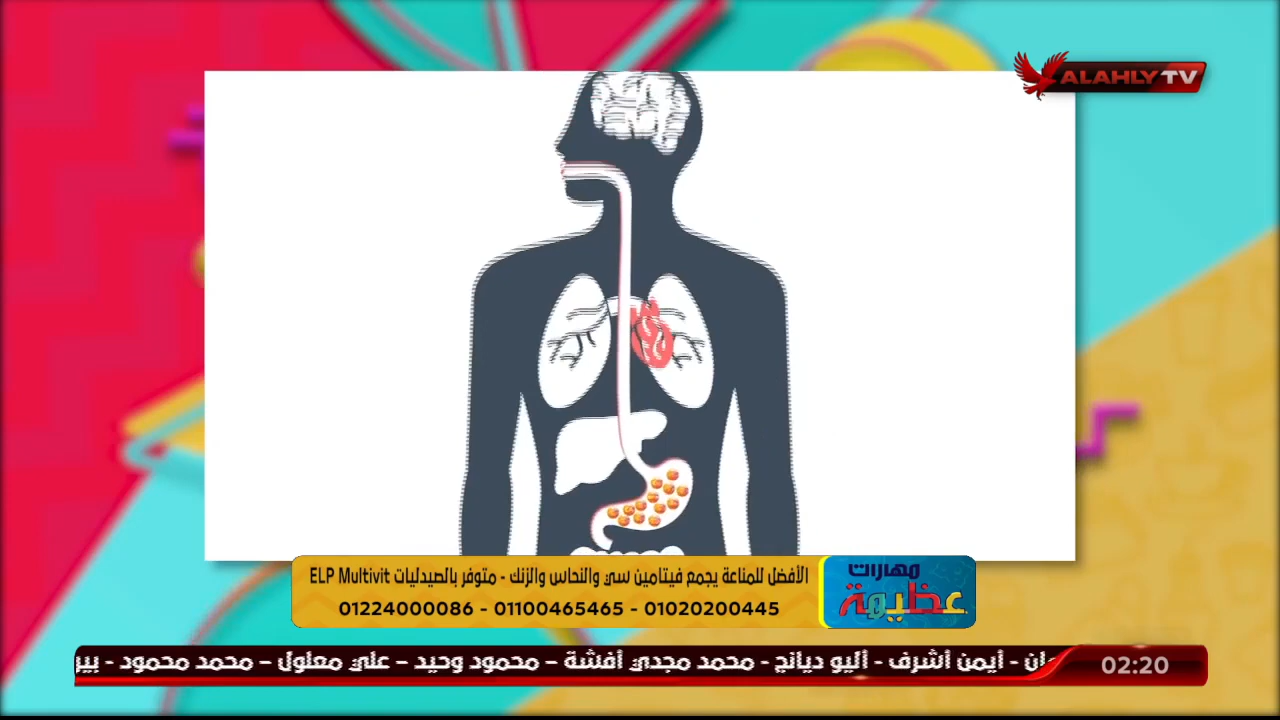 ALAHLY TV
الأفضل للمناعة يجمع فيتامين سي والنحاس والزنك - متوفر بالصيدليات ELP Multivit
01224000086 - 01100465465 - 01020200445
مهارات
عظيمة
أيمن أشرف - أليو ديانج - محمد مجدي أفشة – محمود وحيد – علي معلول – محمد محمود -
02:20